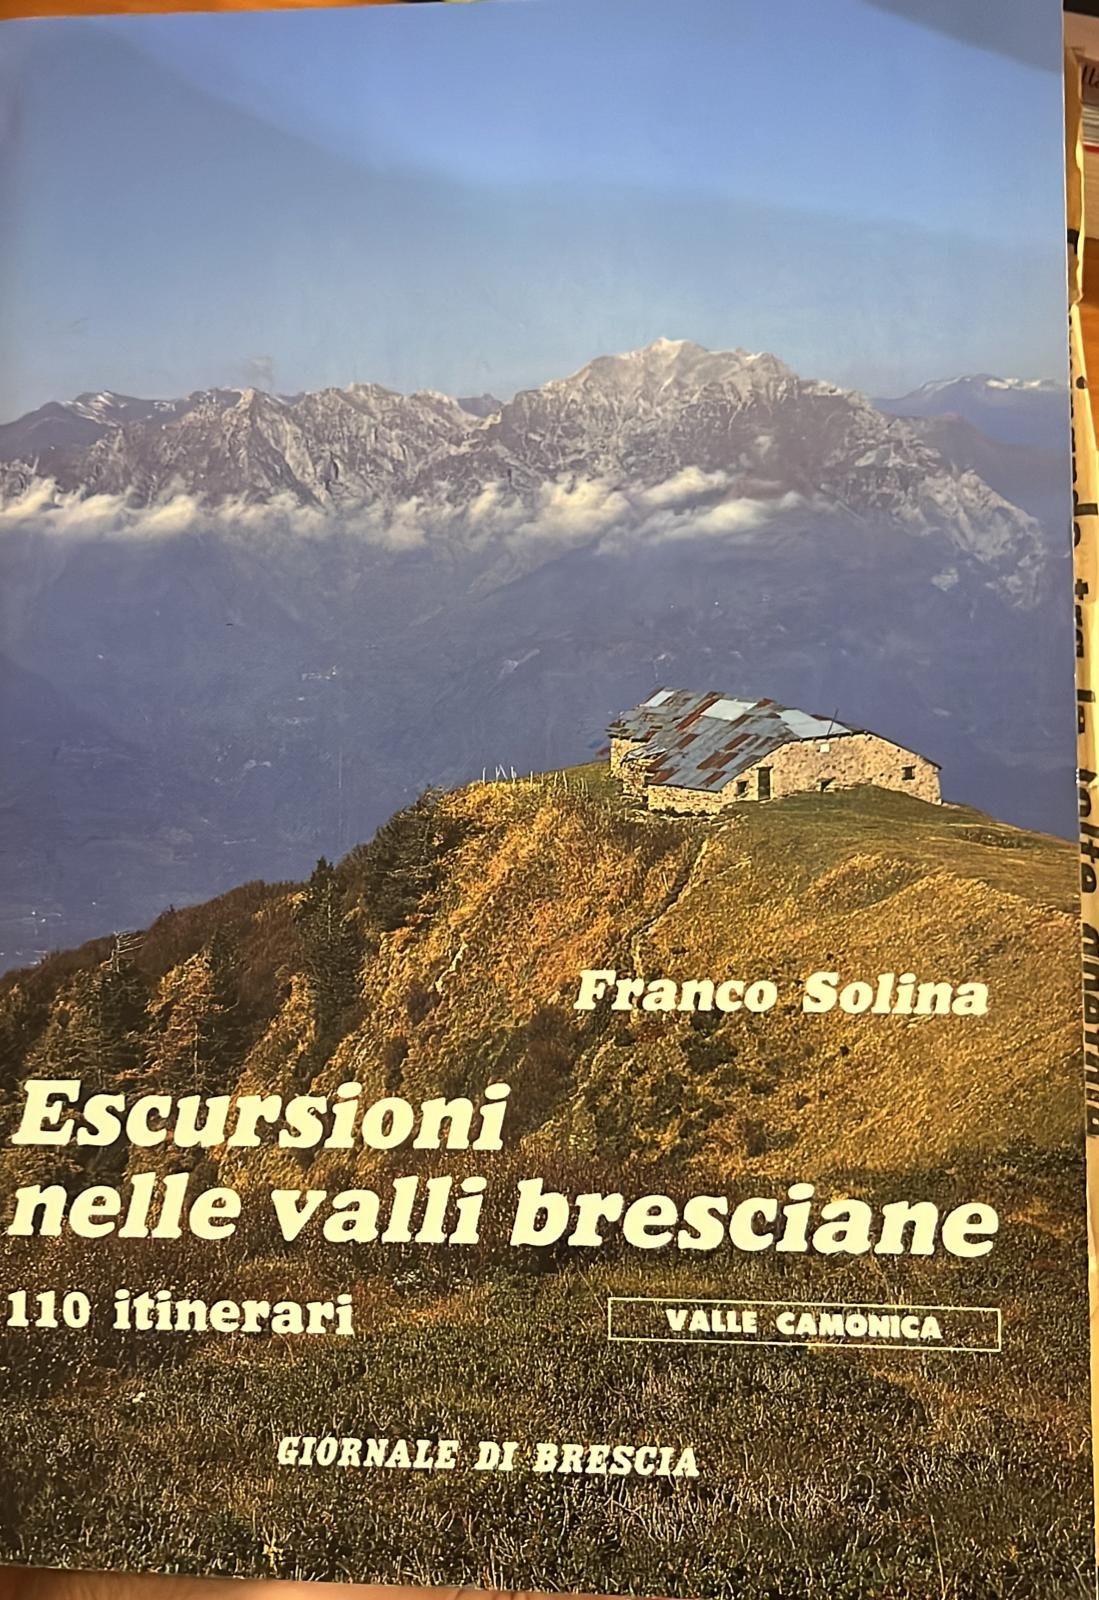 Franco Solina
Escursioni
nelle valli bresciane
110 itinerari
VALLE CAMONICA
GIORNALE DI BRESCIA